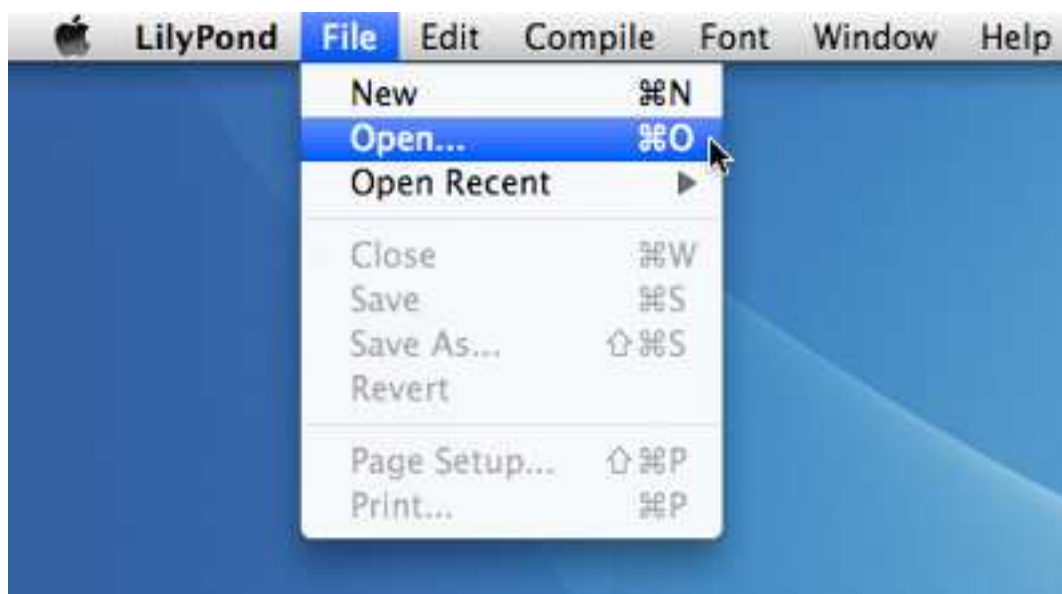 LilyPond File Edit Compile Font Window Help
New ⌘N
Open... ⌘O
Open Recent ▶
Close ⌘W
Save ⌘S
Save As... ⇧⌘S
Revert
Page Setup... ⇧⌘P
Print... ⌘P